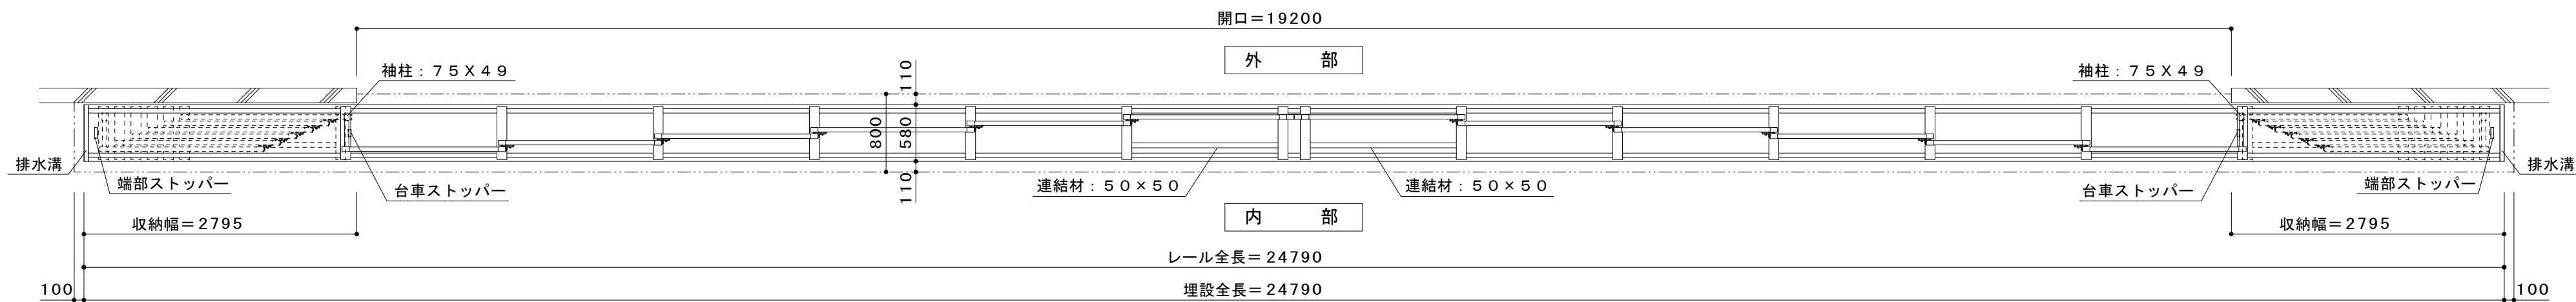 開口=19200
外　部
袖柱：７５Ｘ４９
袖柱：７５Ｘ４９
110
800
580
110
排水溝
端部ストッパー
台車ストッパー
連結材：５０×５０
連結材：５０×５０
台車ストッパー
端部ストッパー
排水溝
内　部
収納幅=2795
収納幅=2795
レール全長=24790
100
埋設全長=24790
100